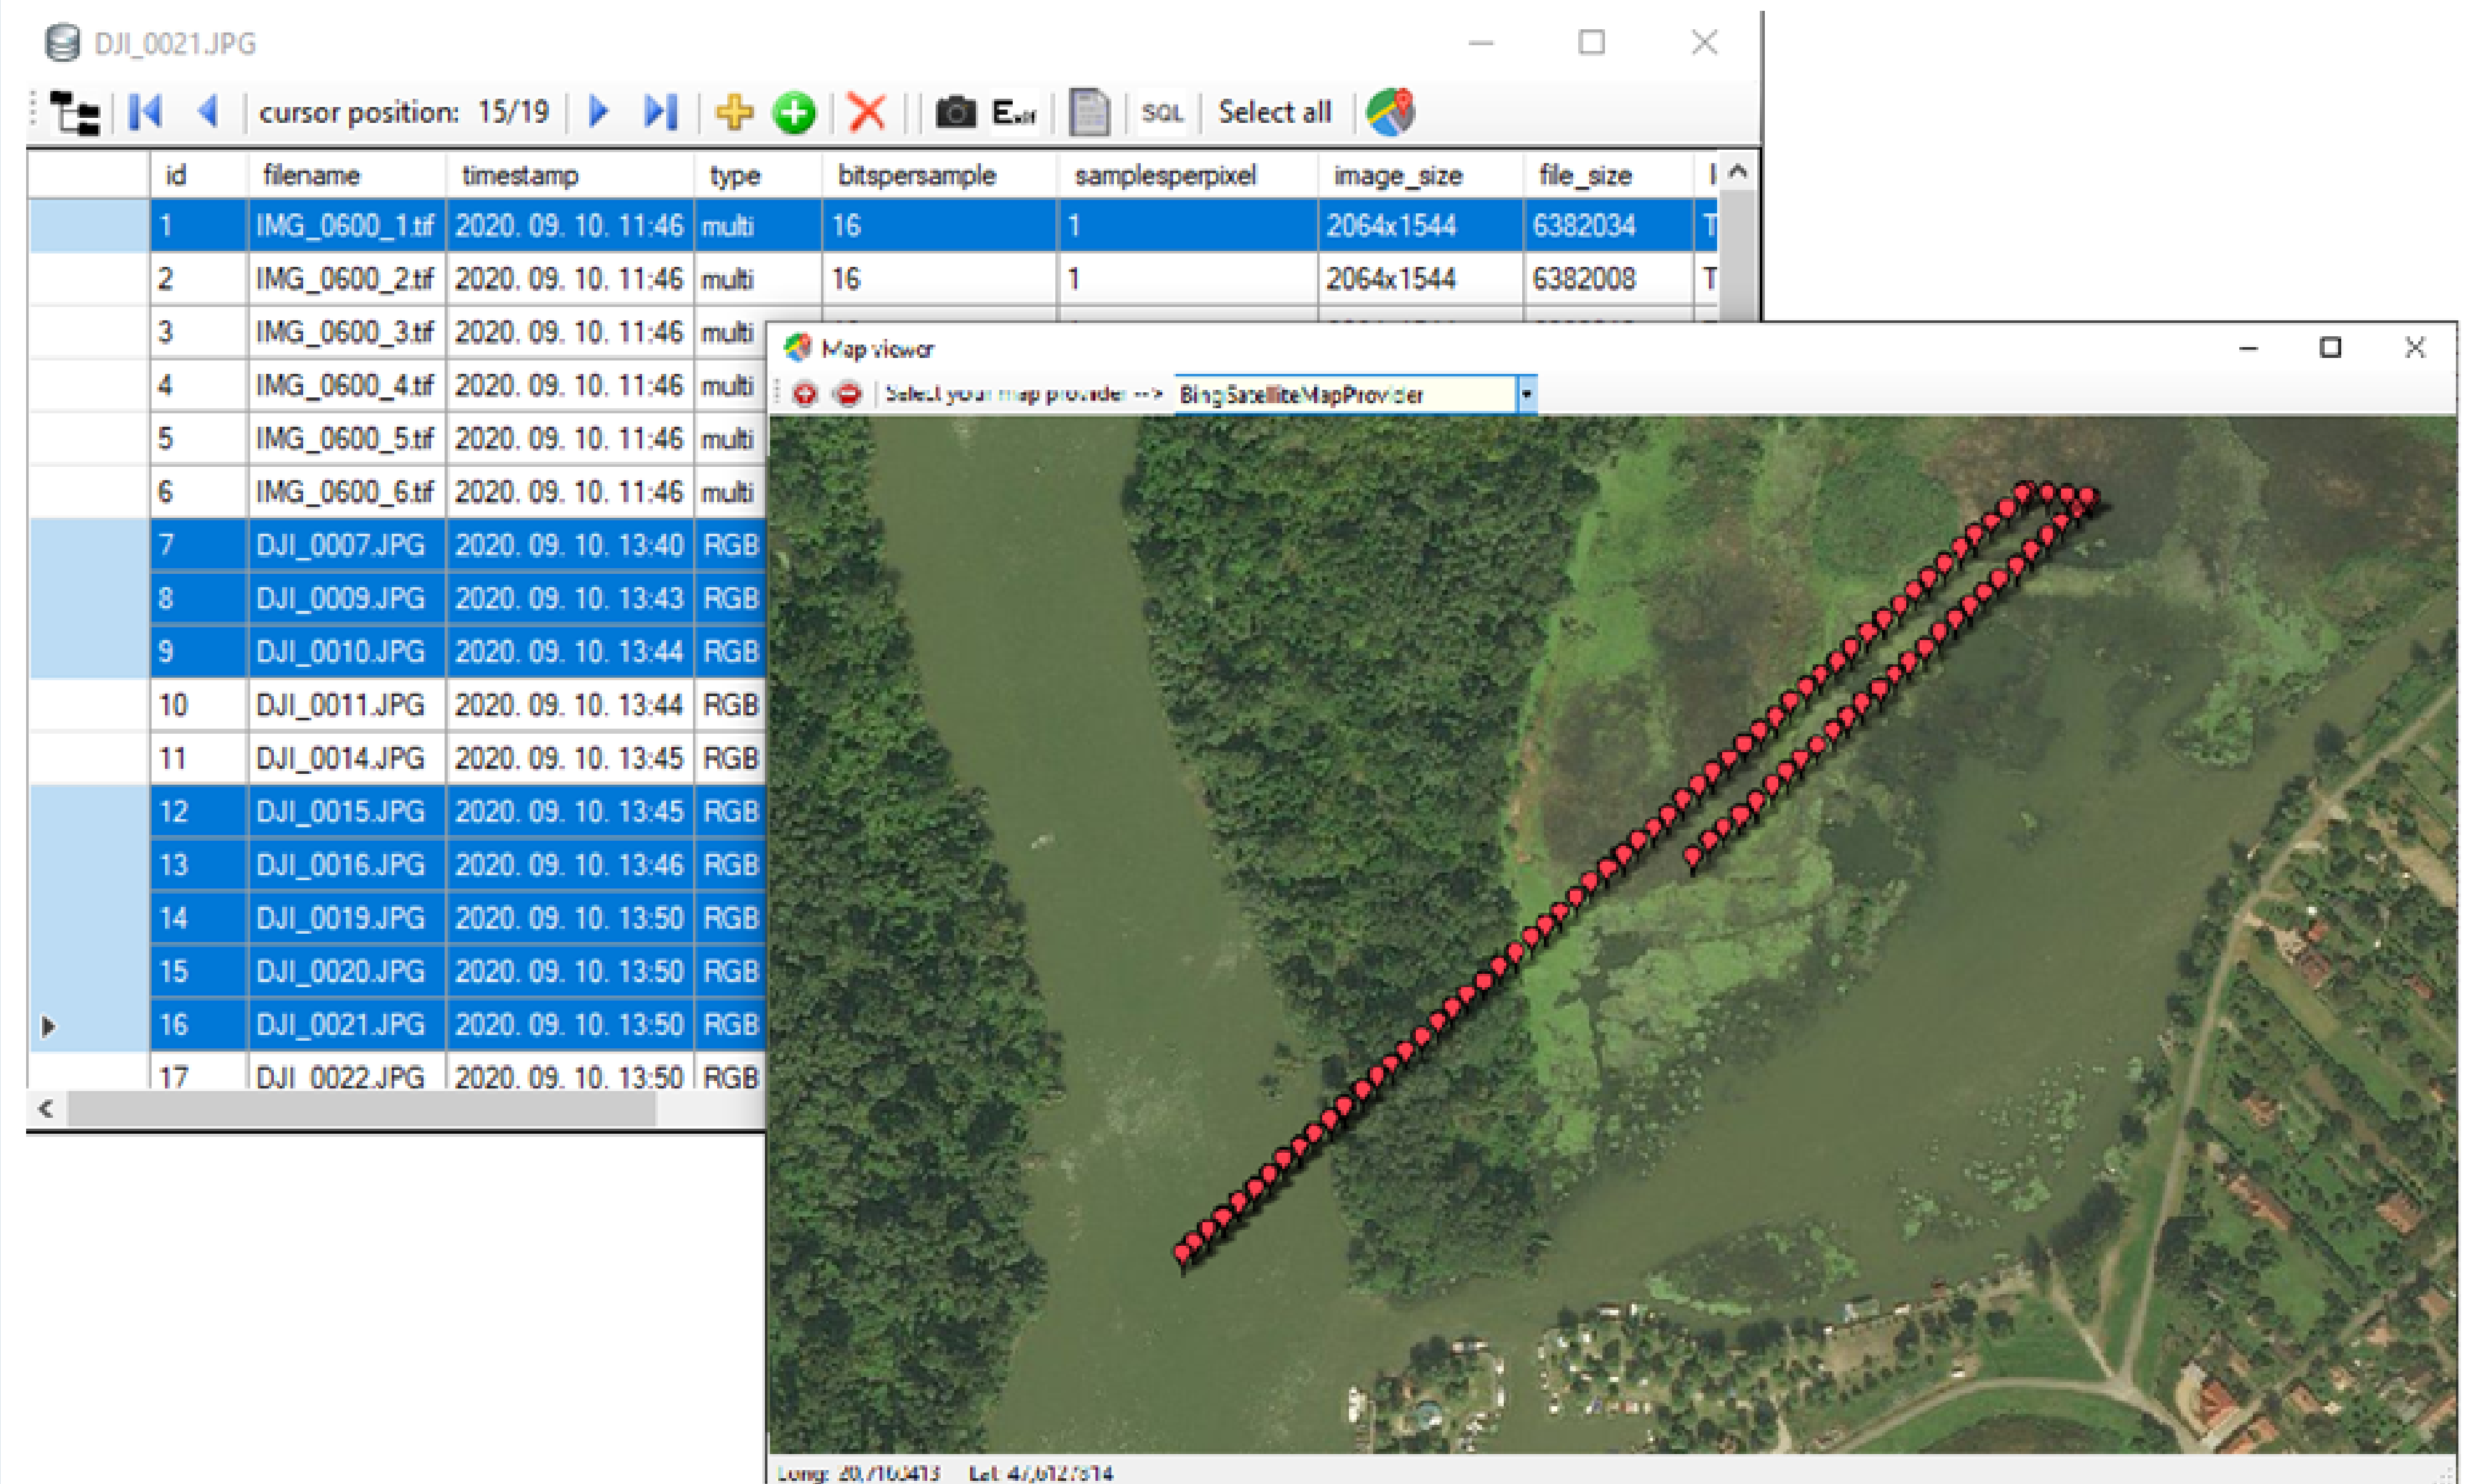 DJI_0021.JPG
cursor position: 15/19 Exif SQL Select all
id filename timestamp type bitspersample samplesperpixel image_size file_size
1 IMG_0600_1.tif 2020. 09. 10. 11:46 multi 16 1 2064x1544 6382034 T
2 IMG_0600_2.tif 2020. 09. 10. 11:46 multi 16 1 2064x1544 6382008 T
3 IMG_0600_3.tif 2020. 09. 10. 11:46 multi
4 IMG_0600_4.tif 2020. 09. 10. 11:46 multi
5 IMG_0600_5.tif 2020. 09. 10. 11:46 multi
6 IMG_0600_6.tif 2020. 09. 10. 11:46 multi
7 DJI_0007.JPG 2020. 09. 10. 13:40 RGB
8 DJI_0009.JPG 2020. 09. 10. 13:43 RGB
9 DJI_0010.JPG 2020. 09. 10. 13:44 RGB
10 DJI_0011.JPG 2020. 09. 10. 13:44 RGB
11 DJI_0014.JPG 2020. 09. 10. 13:45 RGB
12 DJI_0015.JPG 2020. 09. 10. 13:45 RGB
13 DJI_0016.JPG 2020. 09. 10. 13:46 RGB
14 DJI_0019.JPG 2020. 09. 10. 13:50 RGB
15 DJI_0020.JPG 2020. 09. 10. 13:50 RGB
16 DJI_0021.JPG 2020. 09. 10. 13:50 RGB
17 DJI_0022.JPG 2020. 09. 10. 13:50 RGB
Map viewer
Select your map provider --> BingSatelliteMapProvider
Long: Lat: